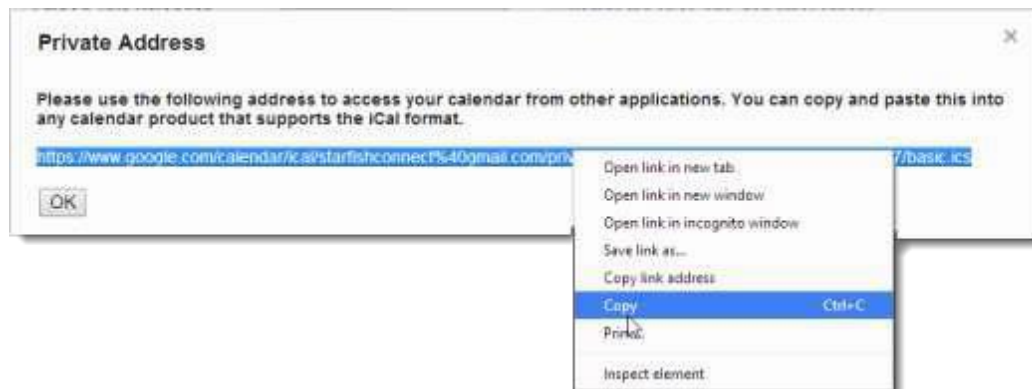 Private Address
×
Please use the following address to access your calendar from other applications. You can copy and paste this into
any calendar product that supports the iCal format.
https://www.google.com/calendar/ical/starfishconnect%40gmail.com/priv 7/basic.ics
OK
Open link in new tab
Open link in new window
Open link in incognito window
Save link as...
Copy link address
Copy Ctrl+C
Print...
Inspect element